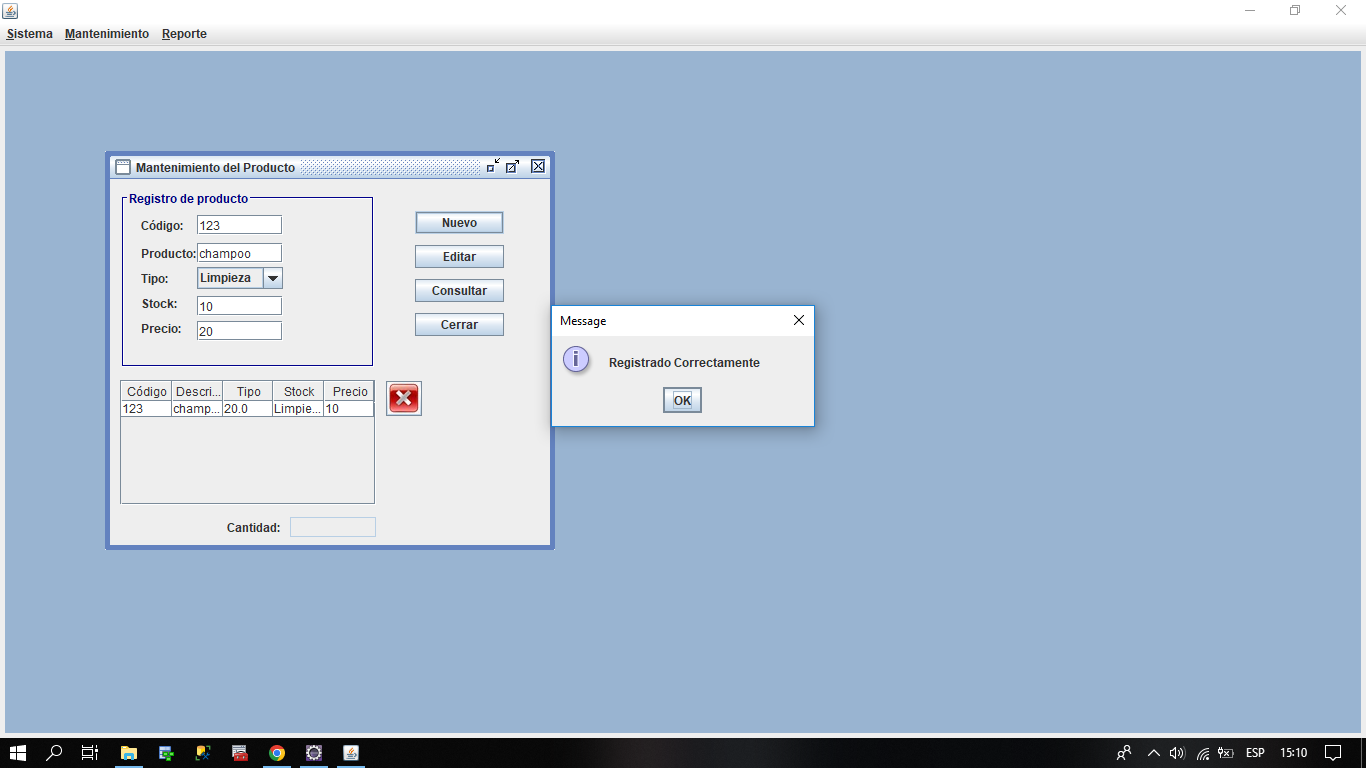 Sistema Mantenimiento Reporte
Mantenimiento del Producto
Registro de producto
Código: 123
Producto: champoo
Tipo: Limpieza
Stock: 10
Precio: 20
Nuevo
Editar
Consultar
Cerrar
Message
Registrado Correctamente
OK
Código Descri... Tipo Stock Precio
123 champ... 20.0 Limpie... 10
Cantidad:
ESP 15:10